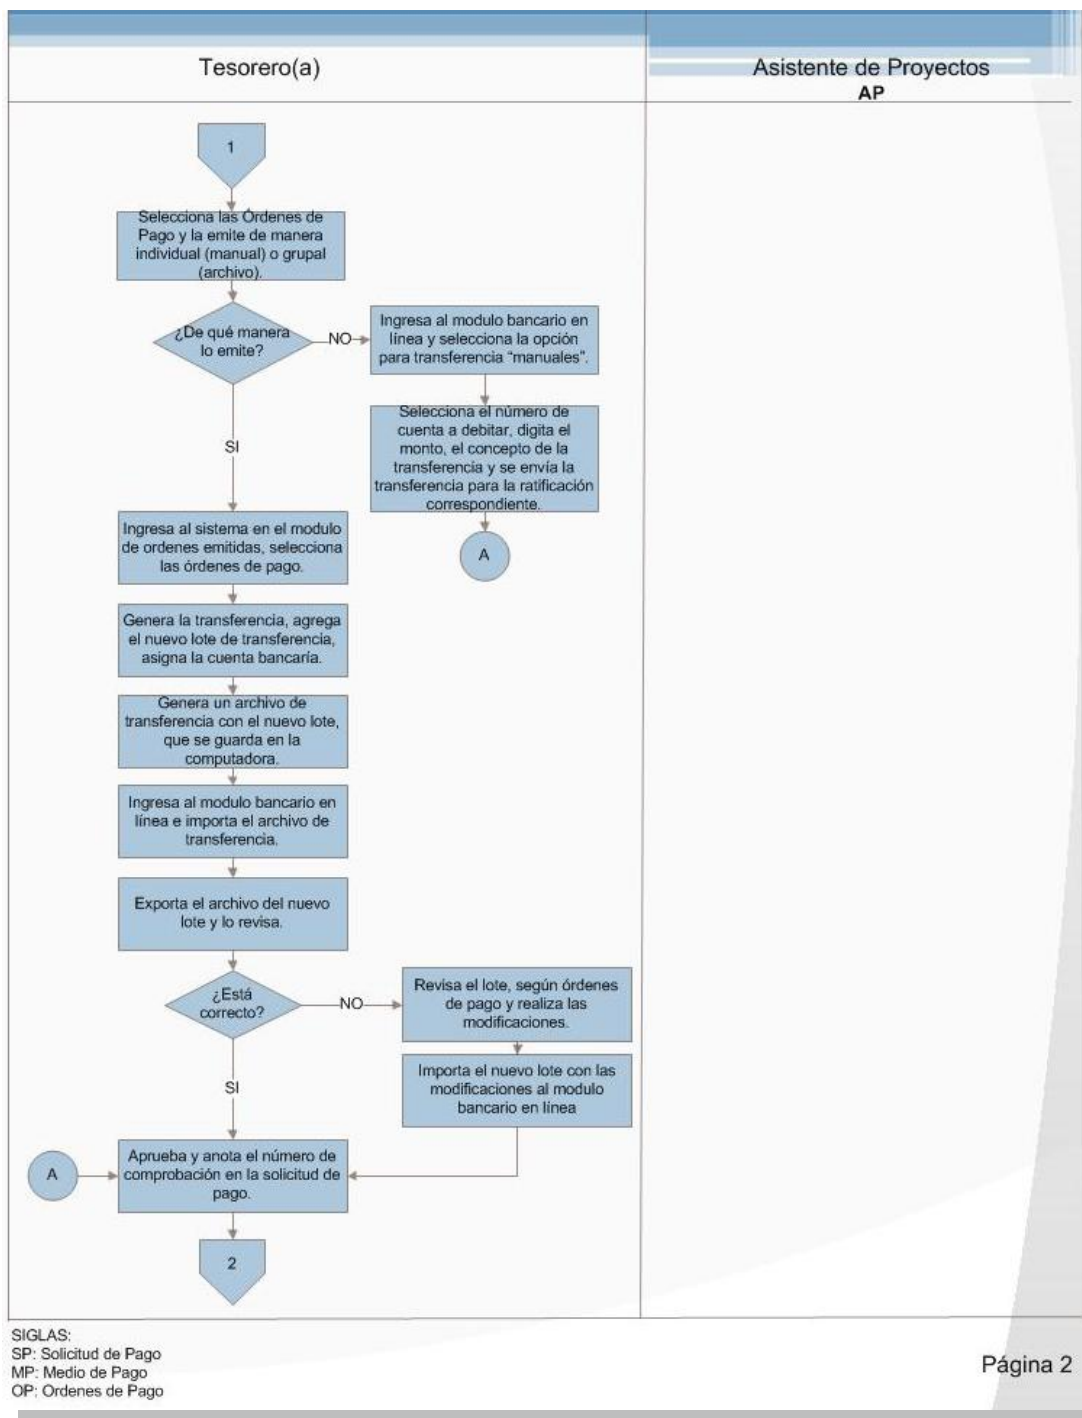 Tesorero(a)
Asistente de Proyectos
AP
1
Selecciona las Órdenes de
Pago y la emite de manera
individual (manual) o grupal
(archivo).
¿De qué manera
lo emite?
NO
Ingresa al modulo bancario en
línea y selecciona la opción
para transferencia “manuales”.
Selecciona el número de
cuenta a debitar, digita el
monto, el concepto de la
transferencia y se envía la
transferencia para la ratificación
correspondiente.
A
SI
Ingresa al sistema en el modulo
de ordenes emitidas, selecciona
las órdenes de pago.
Genera la transferencia, agrega
el nuevo lote de transferencia,
asigna la cuenta bancaría.
Genera un archivo de
transferencia con el nuevo lote,
que se guarda en la
computadora.
Ingresa al modulo bancario en
línea e importa el archivo de
transferencia.
Exporta el archivo del nuevo
lote y lo revisa.
¿Está
correcto?
NO
Revisa el lote, según órdenes
de pago y realiza las
modificaciones.
Importa el nuevo lote con las
modificaciones al modulo
bancario en línea
SI
A
Aprueba y anota el número de
comprobación en la solicitud de
pago.
2
SIGLAS:
SP: Solicitud de Pago
MP: Medio de Pago
OP: Ordenes de Pago
Página 2